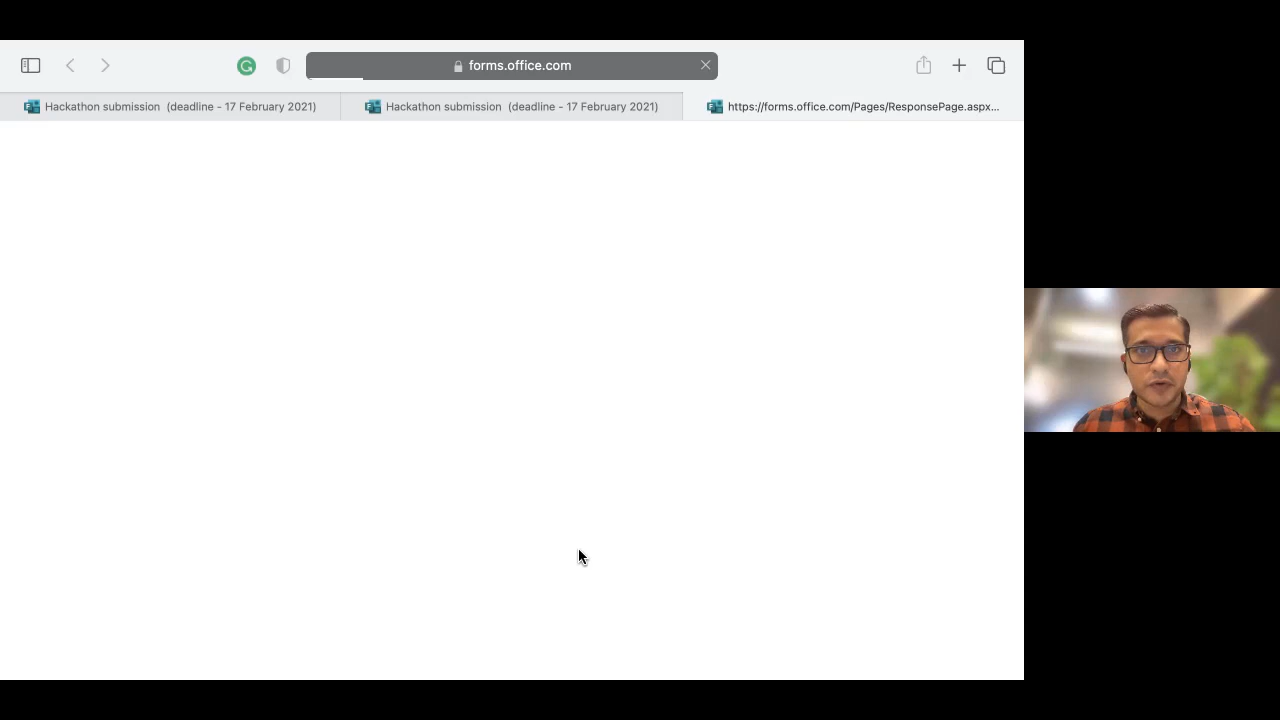 forms.office.com
Hackathon submission (deadline - 17 February 2021)
Hackathon submission (deadline - 17 February 2021)
https://forms.office.com/Pages/ResponsePage.aspx...